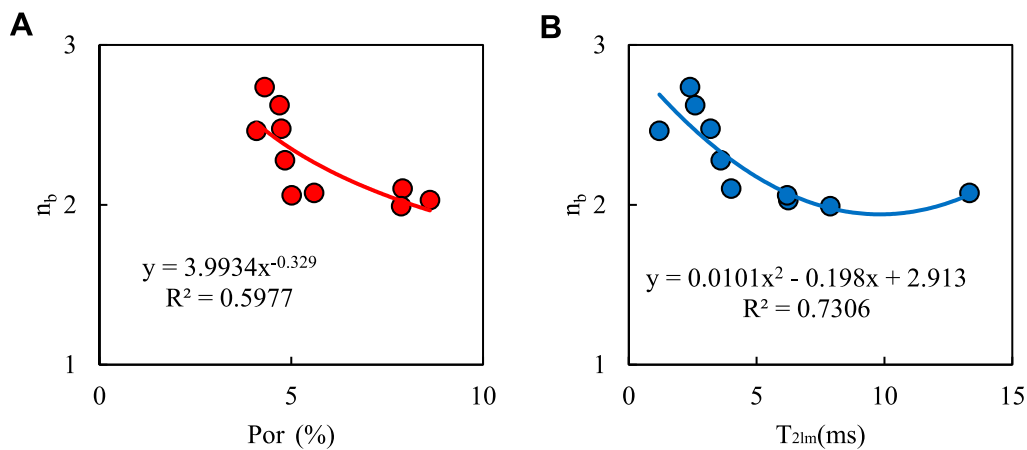 A
3
2
1
n_b
y = 3.9934x^-0.329
R² = 0.5977
0
5
10
Por (%)
B
3
2
1
n_b
y = 0.0101x² - 0.198x + 2.913
R² = 0.7306
0
5
10
15
T_2lm(ms)